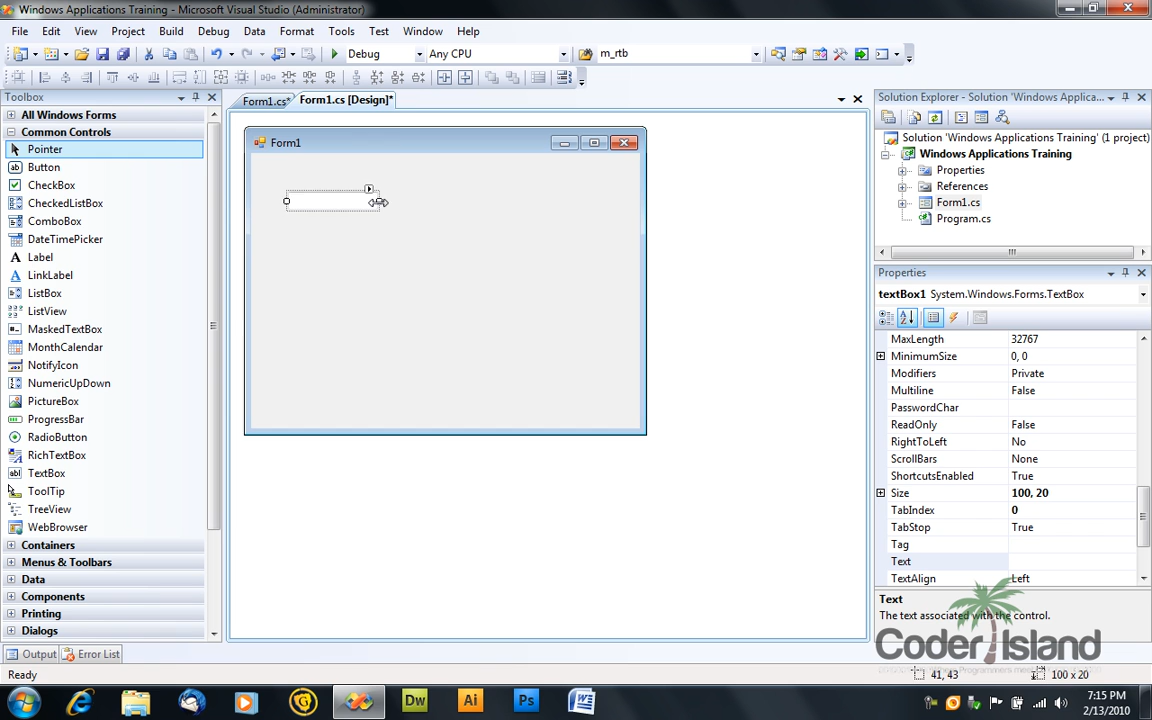 Windows Applications Training - Microsoft Visual Studio (Administrator)
File Edit View Project Build Debug Data Format Tools Test Window Help
Debug Any CPU m_rtb
Toolbox
All Windows Forms
Common Controls
Pointer
Button
CheckBox
CheckedListBox
ComboBox
DateTimePicker
Label
LinkLabel
ListBox
ListView
MaskedTextBox
MonthCalendar
NotifyIcon
NumericUpDown
PictureBox
ProgressBar
RadioButton
RichTextBox
TextBox
ToolTip
TreeView
WebBrowser
Containers
Menus & Toolbars
Data
Components
Printing
Dialogs
Output Error List
Form1.cs* Form1.cs [Design]*
Form1
Solution Explorer - Solution 'Windows Applica...
Solution 'Windows Applications Training' (1 project)
Windows Applications Training
Properties
References
Form1.cs
Program.cs
Properties
textBox1 System.Windows.Forms.TextBox
MaxLength 32767
MinimumSize 0, 0
Modifiers Private
Multiline False
PasswordChar
ReadOnly False
RightToLeft No
ScrollBars None
ShortcutsEnabled True
Size 100, 20
TabIndex 0
TabStop True
Tag
Text
TextAlign Left
Text
The text associated with the control.
Coder Island
Ready 41, 43 100 x 20
Dw Ai Ps
7:15 PM
2/13/2010